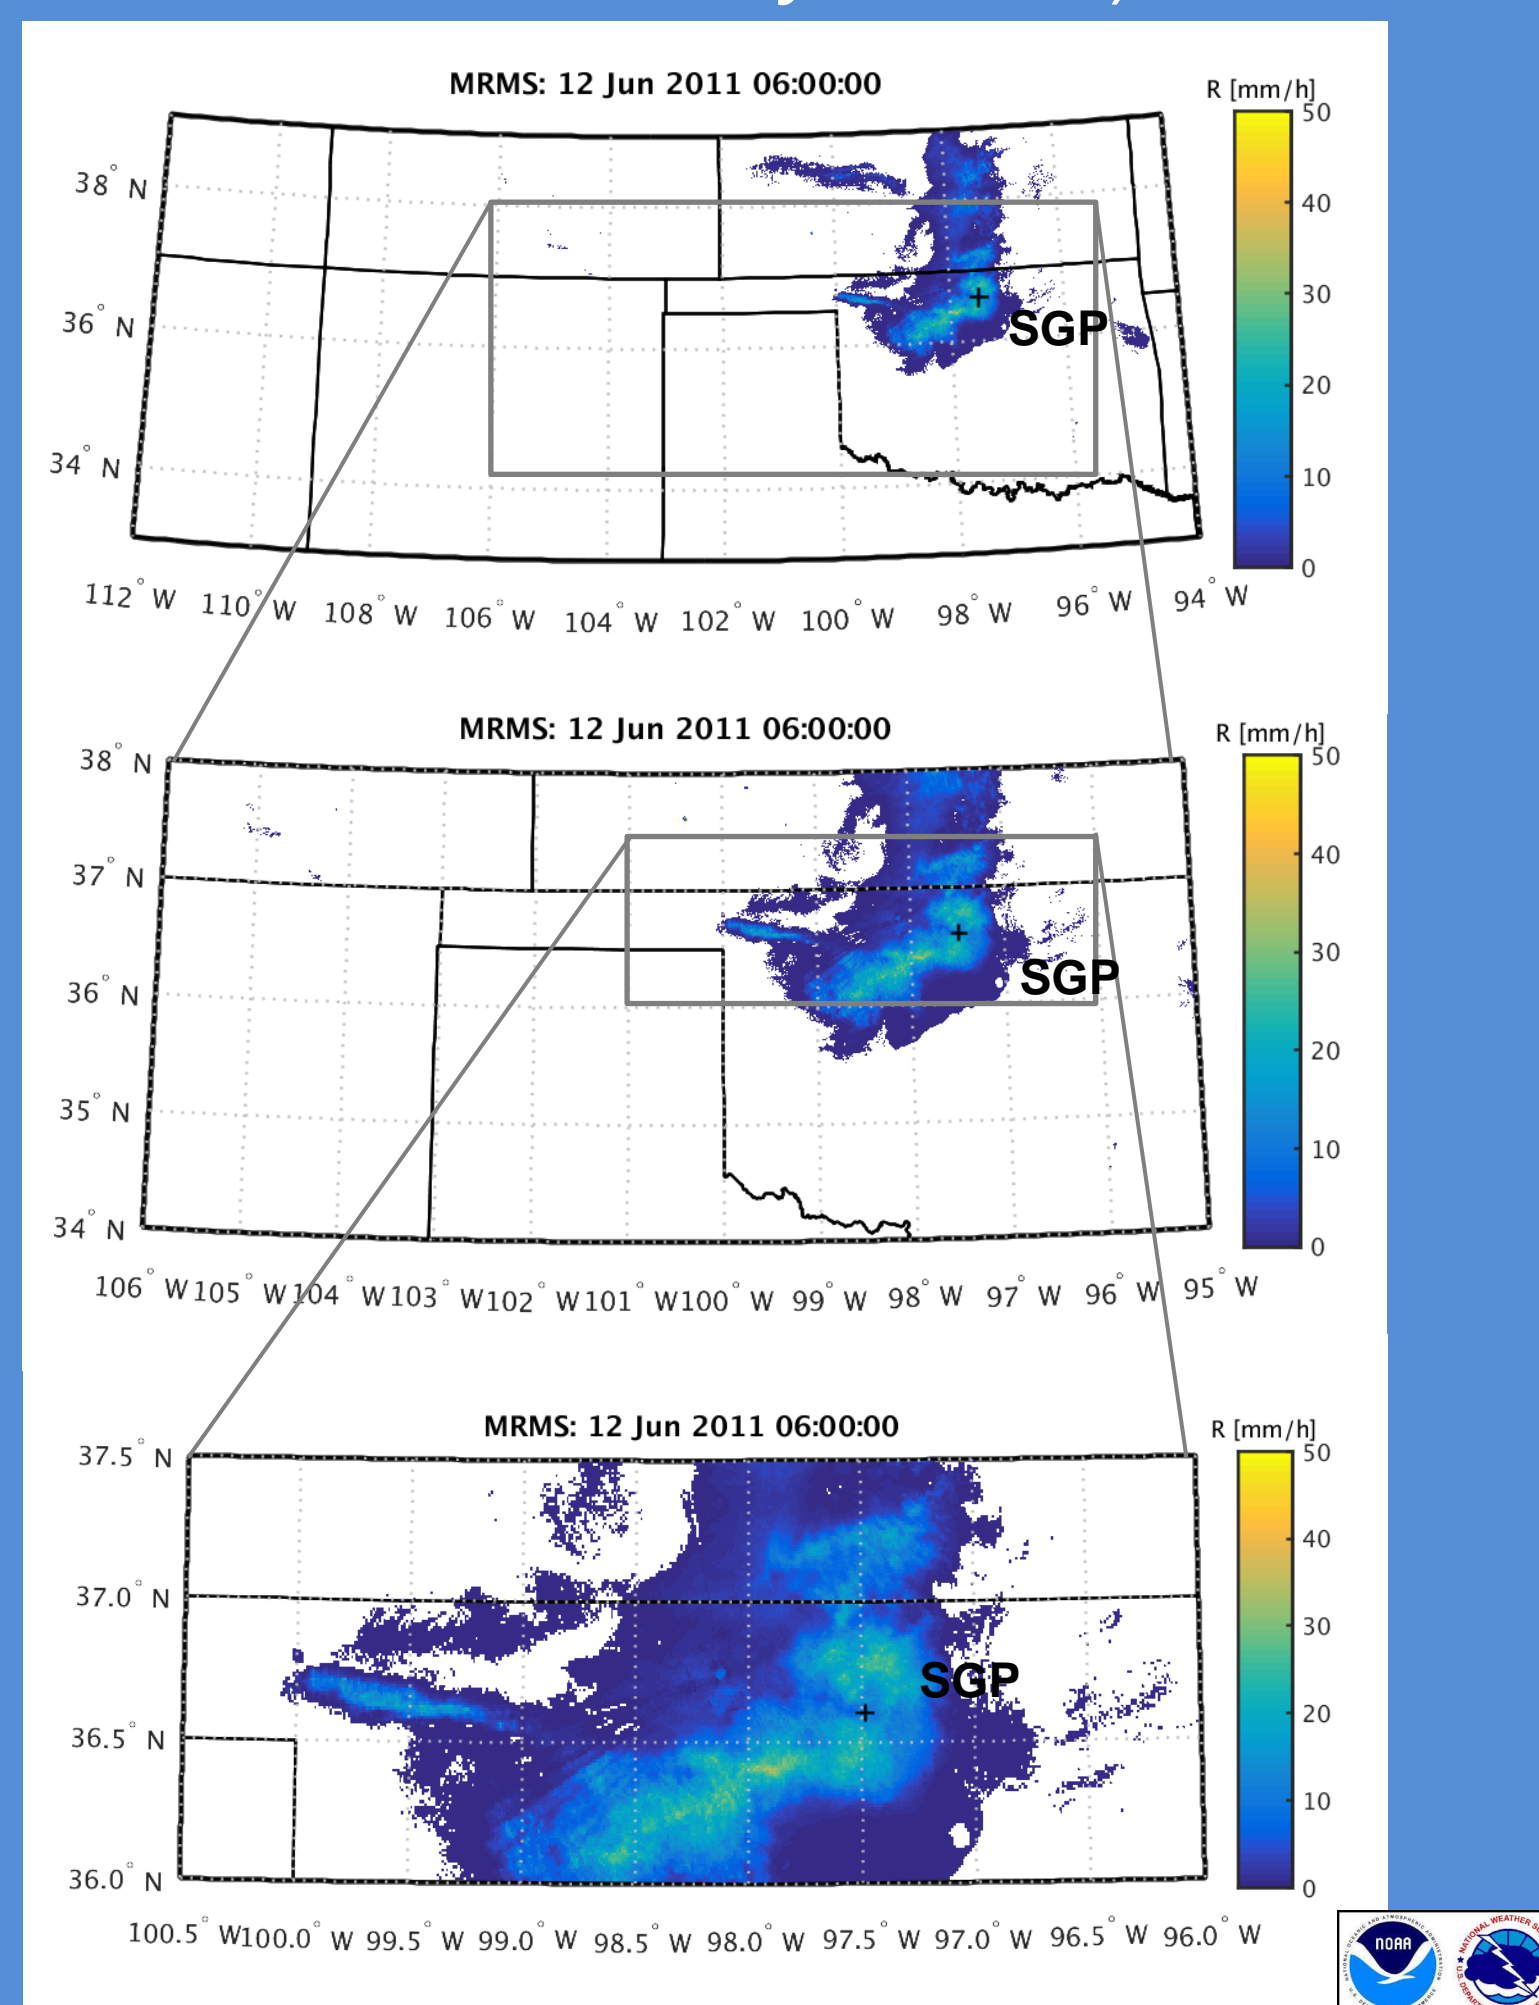 MRMS: 12 Jun 2011 06:00:00
R [mm/h]
50
40
30
20
10
0
38° N
36° N
34° N
SGP
112° W 110° W 108° W 106° W 104° W 102° W 100° W 98° W 96° W 94° W
MRMS: 12 Jun 2011 06:00:00
R [mm/h]
50
40
30
20
10
0
38° N
37° N
36° N
35° N
34° N
SGP
106° W 105° W 104° W 103° W 102° W 101° W 100° W 99° W 98° W 97° W 96° W 95° W
MRMS: 12 Jun 2011 06:00:00
R [mm/h]
50
40
30
20
10
0
37.5° N
37.0° N
36.5° N
36.0° N
SGP
100.5° W 100.0° W 99.5° W 99.0° W 98.5° W 98.0° W 97.5° W 97.0° W 96.5° W 96.0° W
NOAA